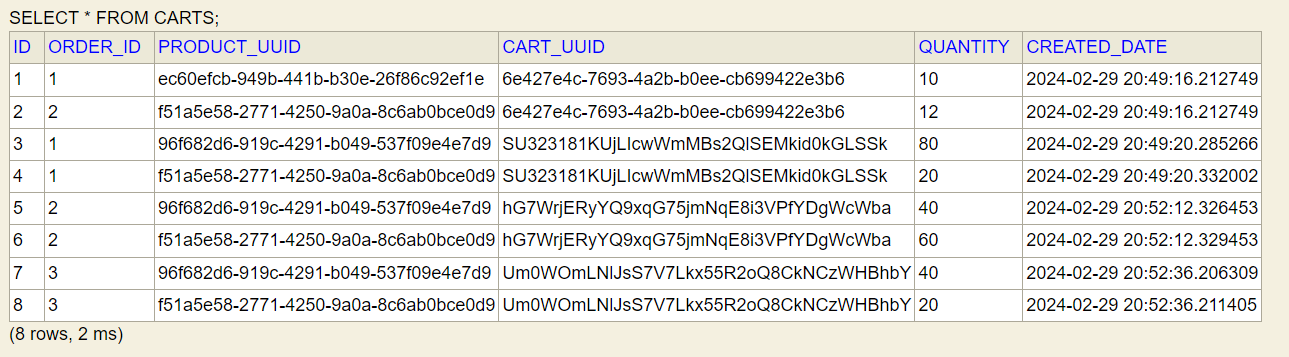 SELECT * FROM CARTS;
ID ORDER_ID PRODUCT_UUID CART_UUID QUANTITY CREATED_DATE
1 1 ec60efcb-949b-441b-b30e-26f86c92ef1e 6e427e4c-7693-4a2b-b0ee-cb699422e3b6 10 2024-02-29 20:49:16.212749
2 2 f51a5e58-2771-4250-9a0a-8c6ab0bce0d9 6e427e4c-7693-4a2b-b0ee-cb699422e3b6 12 2024-02-29 20:49:16.212749
3 1 96f682d6-919c-4291-b049-537f09e4e7d9 SU323181KUjLIcwWmMBs2QlSEMkid0kGLSSk 80 2024-02-29 20:49:20.285266
4 1 f51a5e58-2771-4250-9a0a-8c6ab0bce0d9 SU323181KUjLIcwWmMBs2QlSEMkid0kGLSSk 20 2024-02-29 20:49:20.332002
5 2 96f682d6-919c-4291-b049-537f09e4e7d9 hG7WrjERyYQ9xqG75jmNqE8i3VPfYDgWcWba 40 2024-02-29 20:52:12.326453
6 2 f51a5e58-2771-4250-9a0a-8c6ab0bce0d9 hG7WrjERyYQ9xqG75jmNqE8i3VPfYDgWcWba 60 2024-02-29 20:52:12.329453
7 3 96f682d6-919c-4291-b049-537f09e4e7d9 Um0WOmLNlJsS7V7Lkx55R2oQ8CkNCzWHBhbY 40 2024-02-29 20:52:36.206309
8 3 f51a5e58-2771-4250-9a0a-8c6ab0bce0d9 Um0WOmLNlJsS7V7Lkx55R2oQ8CkNCzWHBhbY 20 2024-02-29 20:52:36.211405
(8 rows, 2 ms)